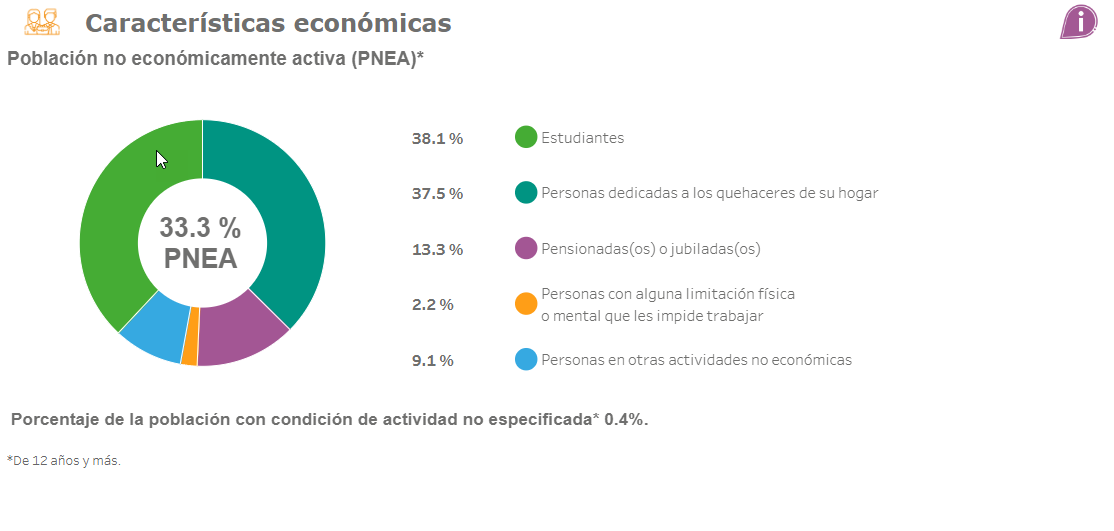 Características económicas
Población no económicamente activa (PNEA)*
33.3 %
PNEA
38.1 % Estudiantes
37.5 % Personas dedicadas a los quehaceres de su hogar
13.3 % Pensionadas(os) o jubiladas(os)
2.2 % Personas con alguna limitación física
o mental que les impide trabajar
9.1 % Personas en otras actividades no económicas
Porcentaje de la población con condición de actividad no especificada* 0.4%.
*De 12 años y más.
i